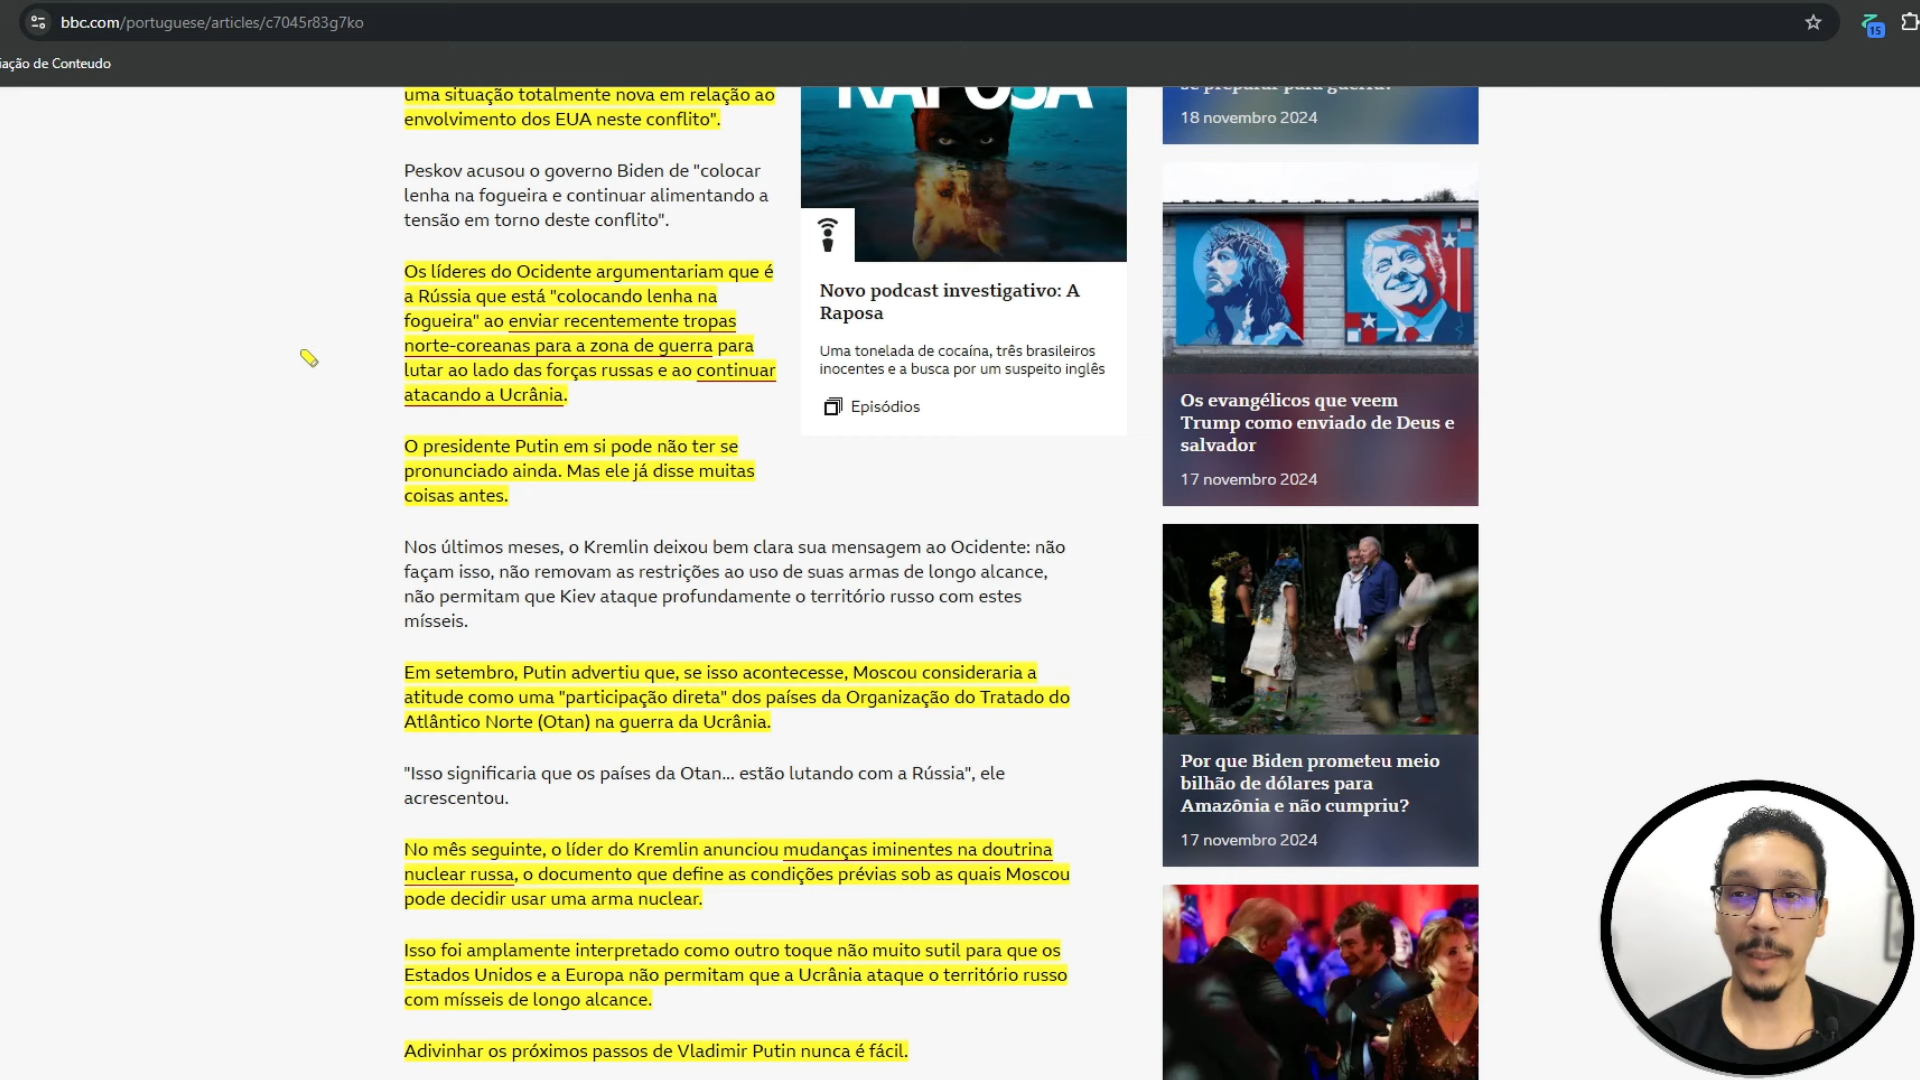 bbc.com/portuguese/articles/c7045r83g7ko
15
iação de Conteudo
uma situação totalmente nova em relação ao
envolvimento dos EUA neste conflito".
Peskov acusou o governo Biden de "colocar
lenha na fogueira e continuar alimentando a
tensão em torno deste conflito".
Os líderes do Ocidente argumentariam que é
a Rússia que está "colocando lenha na
fogueira" ao enviar recentemente tropas
norte-coreanas para a zona de guerra para
lutar ao lado das forças russas e ao continuar
atacando a Ucrânia.
O presidente Putin em si pode não ter se
pronunciado ainda. Mas ele já disse muitas
coisas antes.
Nos últimos meses, o Kremlin deixou bem clara sua mensagem ao Ocidente: não
façam isso, não removam as restrições ao uso de suas armas de longo alcance,
não permitam que Kiev ataque profundamente o território russo com estes
mísseis.
Em setembro, Putin advertiu que, se isso acontecesse, Moscou consideraria a
atitude como uma "participação direta" dos países da Organização do Tratado do
Atlântico Norte (Otan) na guerra da Ucrânia.
"Isso significaria que os países da Otan... estão lutando com a Rússia", ele
acrescentou.
No mês seguinte, o líder do Kremlin anunciou mudanças iminentes na doutrina
nuclear russa, o documento que define as condições prévias sob as quais Moscou
pode decidir usar uma arma nuclear.
Isso foi amplamente interpretado como outro toque não muito sutil para que os
Estados Unidos e a Europa não permitam que a Ucrânia ataque o território russo
com mísseis de longo alcance.
Adivinhar os próximos passos de Vladimir Putin nunca é fácil.
RAPOSA
Novo podcast investigativo: A
Raposa
Uma tonelada de cocaína, três brasileiros
inocentes e a busca por um suspeito inglês
Episódios
se preparar para guerra?
18 novembro 2024
Os evangélicos que veem
Trump como enviado de Deus e
salvador
17 novembro 2024
Por que Biden prometeu meio
bilhão de dólares para
Amazônia e não cumpriu?
17 novembro 2024